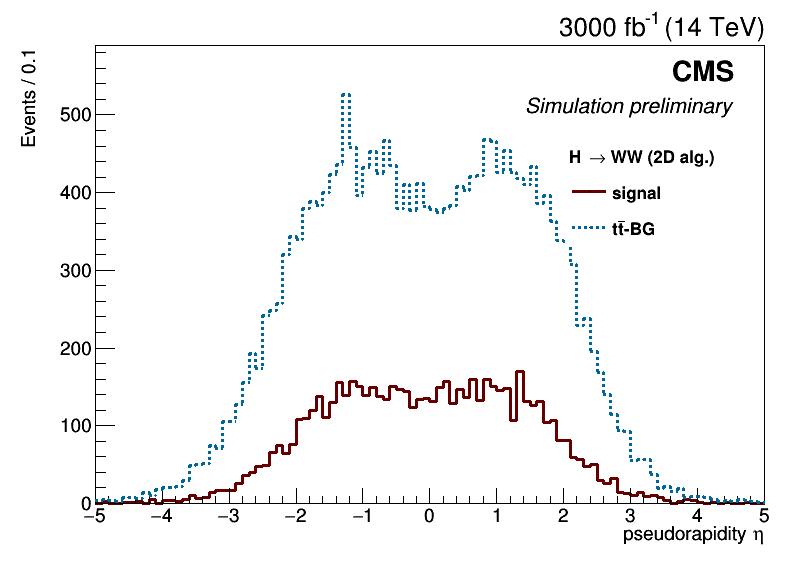 3000 fb⁻¹ (14 TeV)
Events / 0.1
CMS
Simulation preliminary
H → WW (2D alg.)
signal
tt̄-BG
500
400
300
200
100
0
−5 −4 −3 −2 −1 0 1 2 3 4 5
pseudorapidity η